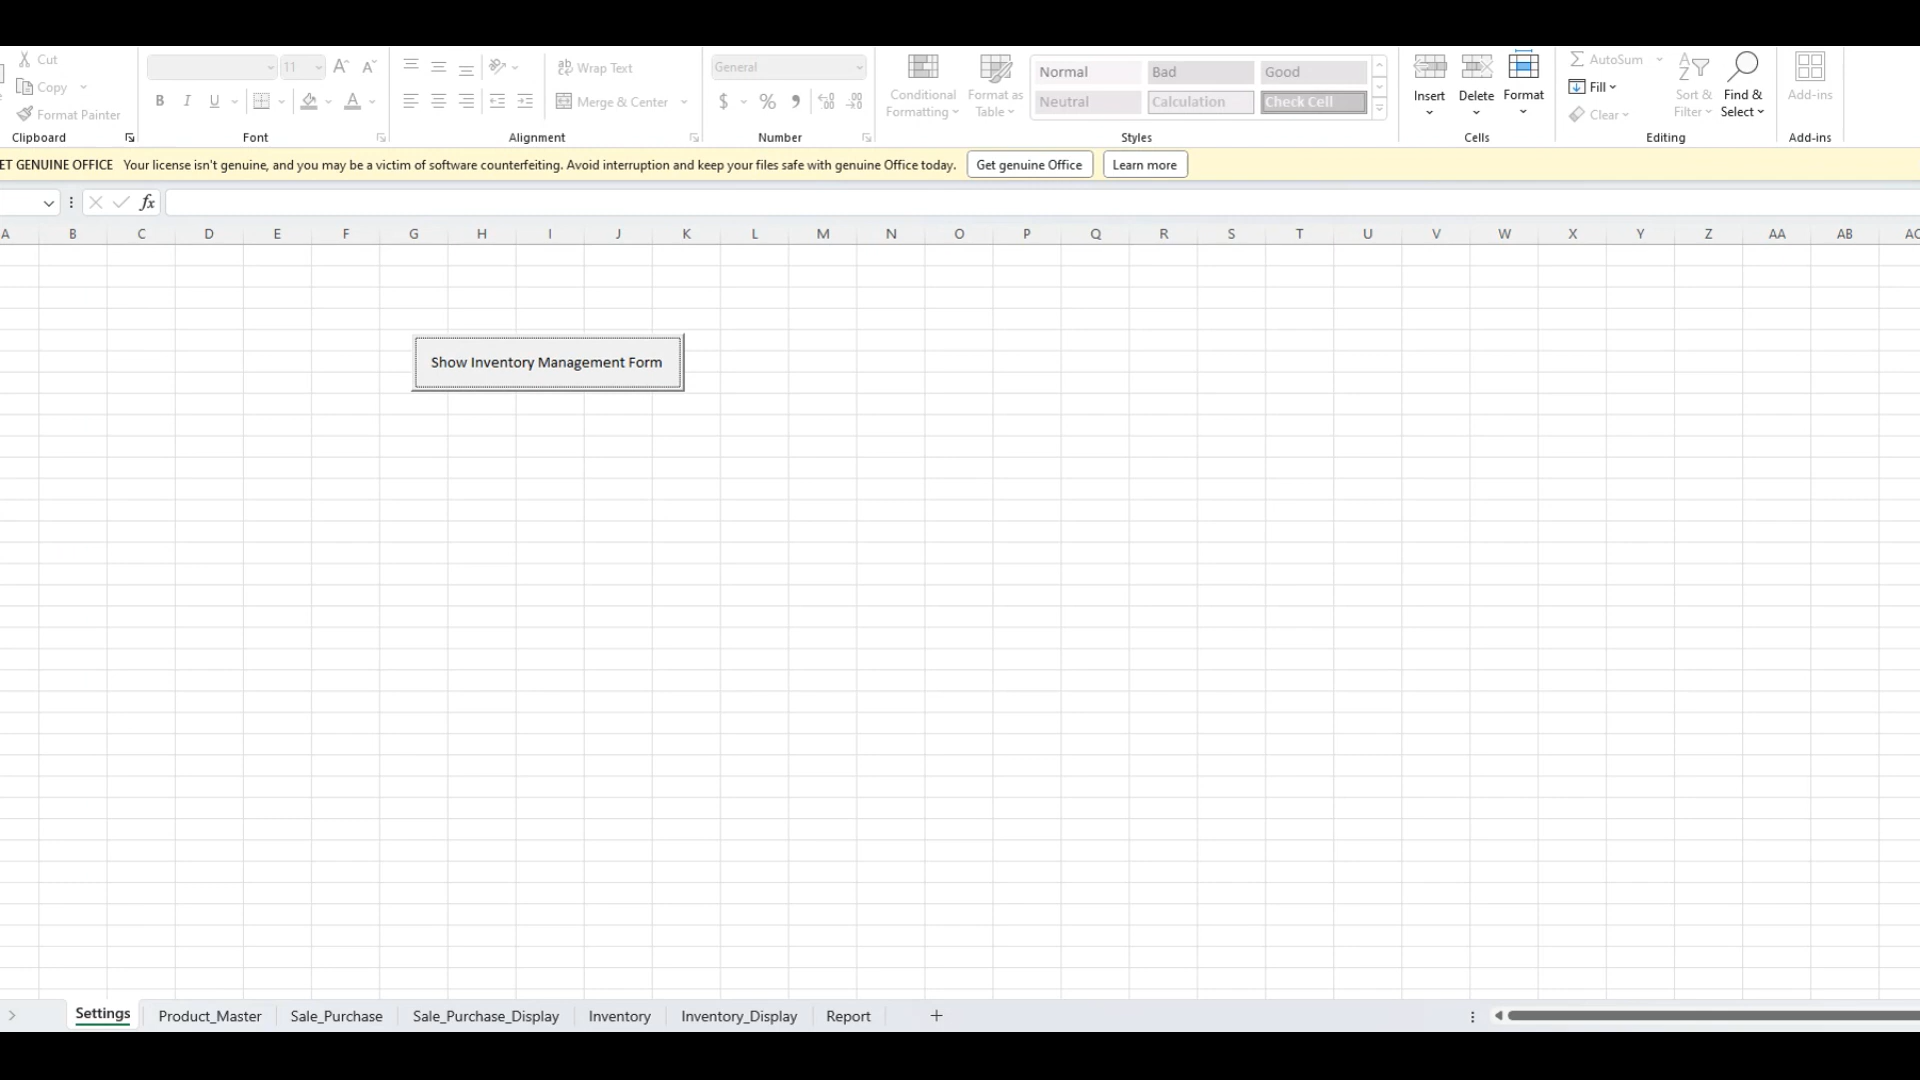 Cut
Copy
Format Painter
Clipboard
11
B I U
Font
Wrap Text
Merge & Center
Alignment
General
$ % 
Number
Conditional Formatting
Format as Table
Normal Bad Good
Neutral Calculation Check Cell
Styles
Insert Delete Format
Cells
AutoSum
Fill
Clear
Sort & Filter
Find & Select
Editing
Add-ins
Add-ins
ET GENUINE OFFICE Your license isn't genuine, and you may be a victim of software counterfeiting. Avoid interruption and keep your files safe with genuine Office today. Get genuine Office Learn more
fx
A B C D E F G H I J K L M N O P Q R S T U V W X Y Z AA AB AC
Show Inventory Management Form
Settings Product_Master Sale_Purchase Sale_Purchase_Display Inventory Inventory_Display Report